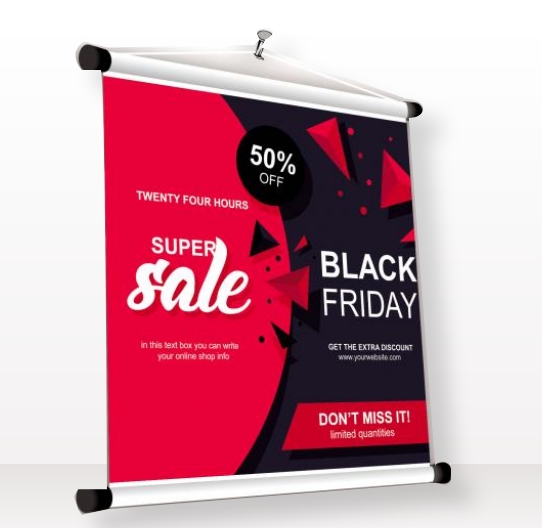 50%
OFF
TWENTY FOUR HOURS
SUPER
sale
in this text box you can write
your online shop info
BLACK
FRIDAY
GET THE EXTRA DISCOUNT
www.yourwebsite.com
DON'T MISS IT!
limited quantities